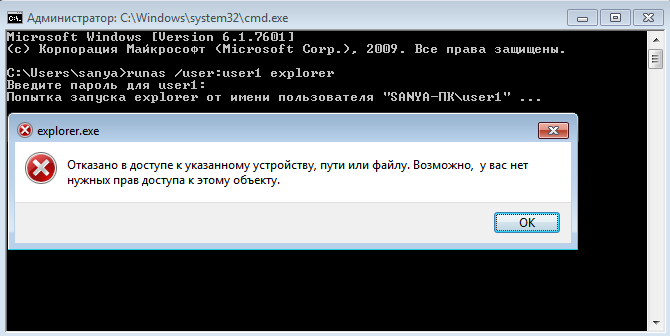 Администратор: C:\Windows\system32\cmd.exe
Microsoft Windows [Version 6.1.7601]
(c) Корпорация Майкрософт (Microsoft Corp.), 2009. Все права защищены.
C:\Users\sanya>runas /user:user1 explorer
Введите пароль для user1:
Попытка запуска explorer от имени пользователя "SANYA-ПК\user1" ...
explorer.exe
Отказано в доступе к указанному устройству, пути или файлу. Возможно, у вас нет
нужных прав доступа к этому объекту.
OK